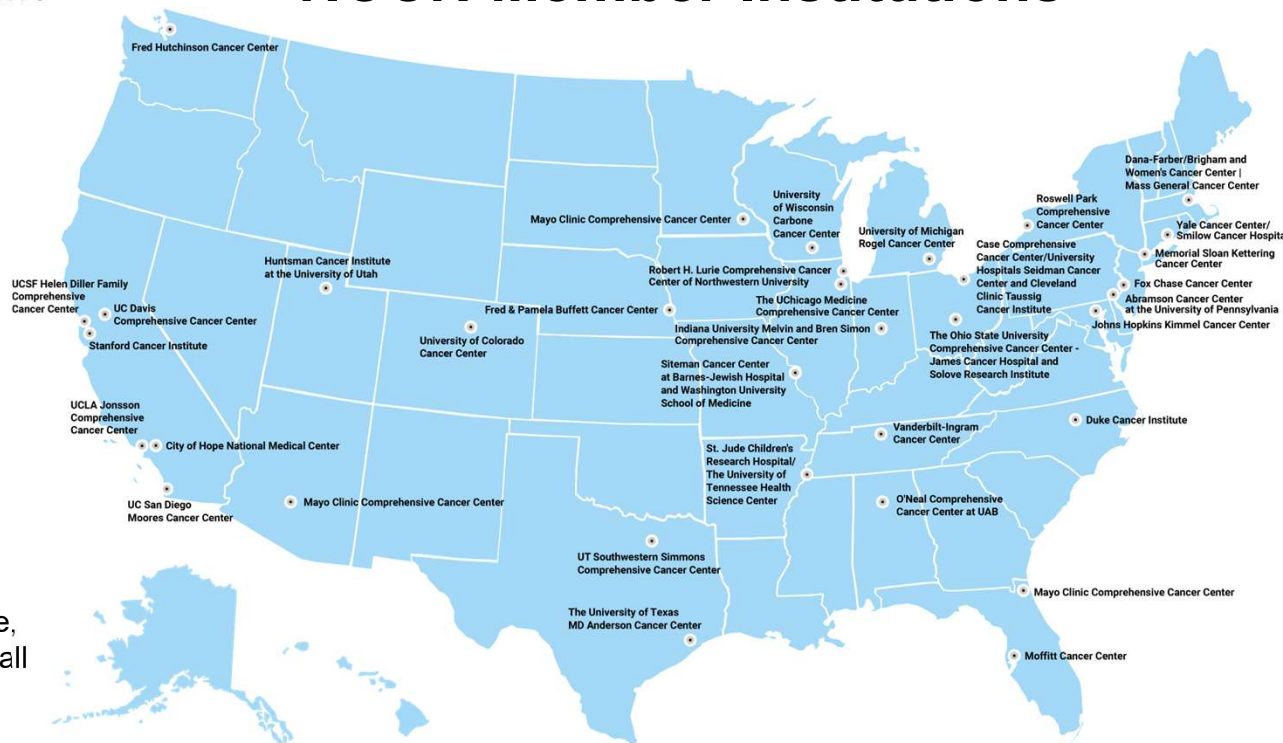 Fred Hutchinson Cancer Center
Dana-Farber/Brigham and
Women's Cancer Center |
Mass General Cancer Center
University
of Wisconsin
Carbone
Cancer Center
Roswell Park
Comprehensive
Cancer Center
Mayo Clinic Comprehensive Cancer Center
University of Michigan
Rogel Cancer Center
Yale Cancer Center/
Smilow Cancer Hospita
Case Comprehensive
Cancer Center/University
Hospitals Seidman Cancer
Center and Cleveland
Clinic Taussig
Cancer Institute
Memorial Sloan Kettering
Cancer Center
Huntsman Cancer Institute
at the University of Utah
Robert H. Lurie Comprehensive Cancer
Center of Northwestern University
UCSF Helen Diller Family
Comprehensive
Cancer Center
Fox Chase Cancer Center
UC Davis
Comprehensive Cancer Center
Fred & Pamela Buffett Cancer Center
The UChicago Medicine
Comprehensive Cancer Center
Abramson Cancer Center
at the University of Pennsylvania
Stanford Cancer Institute
University of Colorado
Cancer Center
Indiana University Melvin and Bren Simon
Comprehensive Cancer Center
The Ohio State University
Comprehensive Cancer Center -
James Cancer Hospital and
Solove Research Institute
Johns Hopkins Kimmel Cancer Center
Siteman Cancer Center
at Barnes-Jewish Hospital
and Washington University
School of Medicine
UCLA Jonsson
Comprehensive
Cancer Center
City of Hope National Medical Center
Vanderbilt-Ingram
Cancer Center
Duke Cancer Institute
St. Jude Children's
Research Hospital/
The University of
Tennessee Health
Science Center
UC San Diego
Moores Cancer Center
Mayo Clinic Comprehensive Cancer Center
O'Neal Comprehensive
Cancer Center at UAB
UT Southwestern Simmons
Comprehensive Cancer Center
Mayo Clinic Comprehensive Cancer Center
The University of Texas
MD Anderson Cancer Center
Moffitt Cancer Center
all